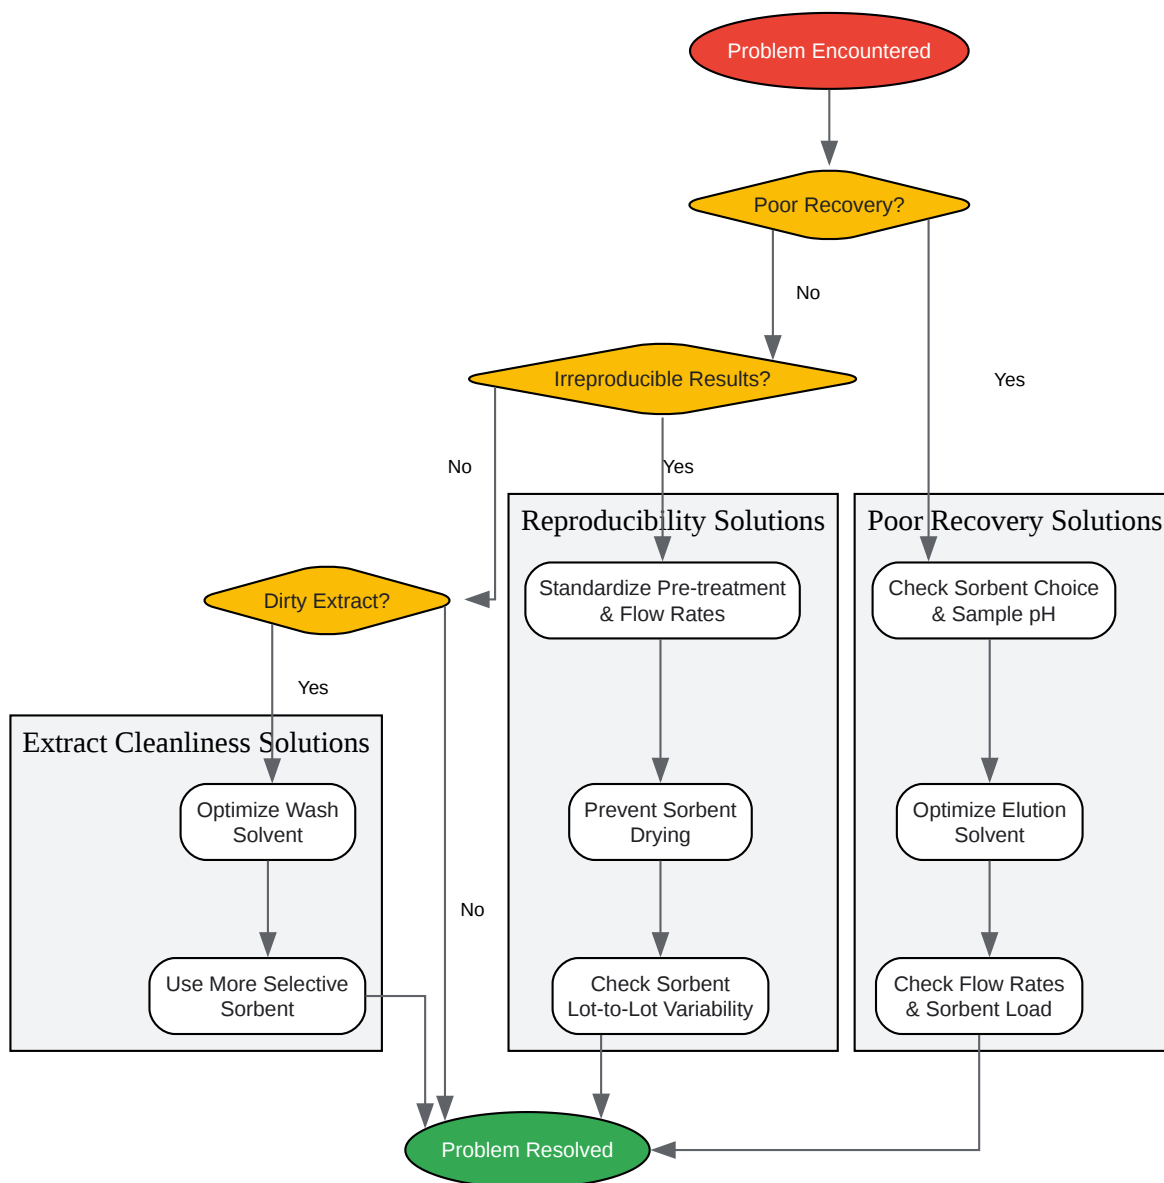 Problem Encountered
Poor Recovery?
No
Irreproducible Results?
Yes
No
Yes
Reproducibility Solutions
Poor Recovery Solutions
Standardize Pre-treatment
& Flow Rates
Check Sorbent Choice
& Sample pH
Dirty Extract?
Yes
Extract Cleanliness Solutions
Optimize Wash
Solvent
Prevent Sorbent
Drying
Optimize Elution
Solvent
No
Use More Selective
Sorbent
Check Sorbent
Lot-to-Lot Variability
Check Flow Rates
& Sorbent Load
Problem Resolved